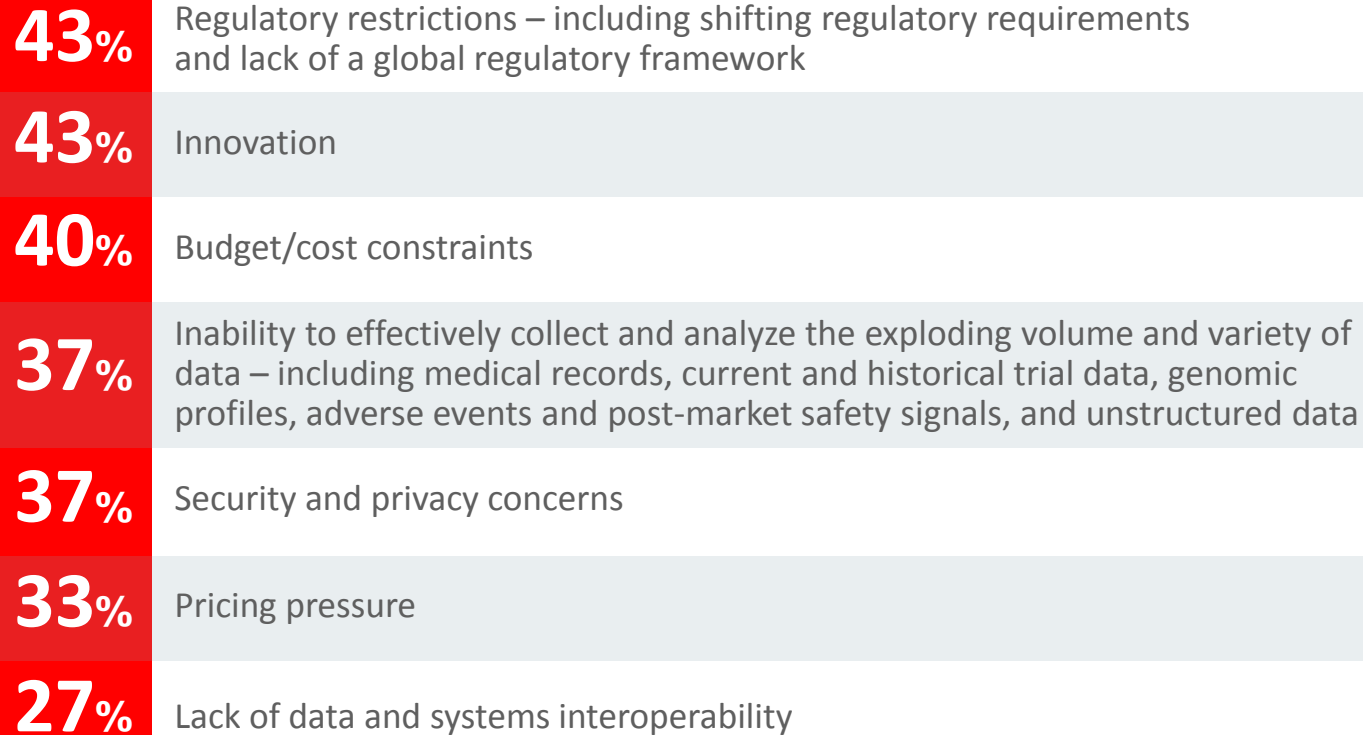 43% Regulatory restrictions – including shifting regulatory requirements
and lack of a global regulatory framework
43% Innovation
40% Budget/cost constraints
Inability to effectively collect and analyze the exploding volume and variety of
37% data – including medical records, current and historical trial data, genomic
profiles, adverse events and post-market safety signals, and unstructured data
37% Security and privacy concerns
33% Pricing pressure
27% Lack of data and systems interoperability